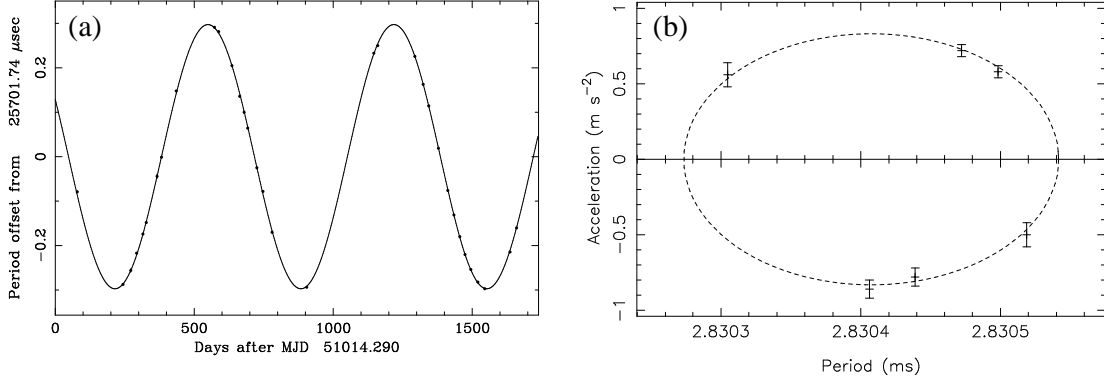 (a)
Period offset from 25701.74 μsec
0.2
0
−0.2
0 500 1000 1500
Days after MJD 51014.290
(b)
Acceleration (m s⁻²)
1
0.5
0
−0.5
−1
2.8303 2.8304 2.8305
Period (ms)